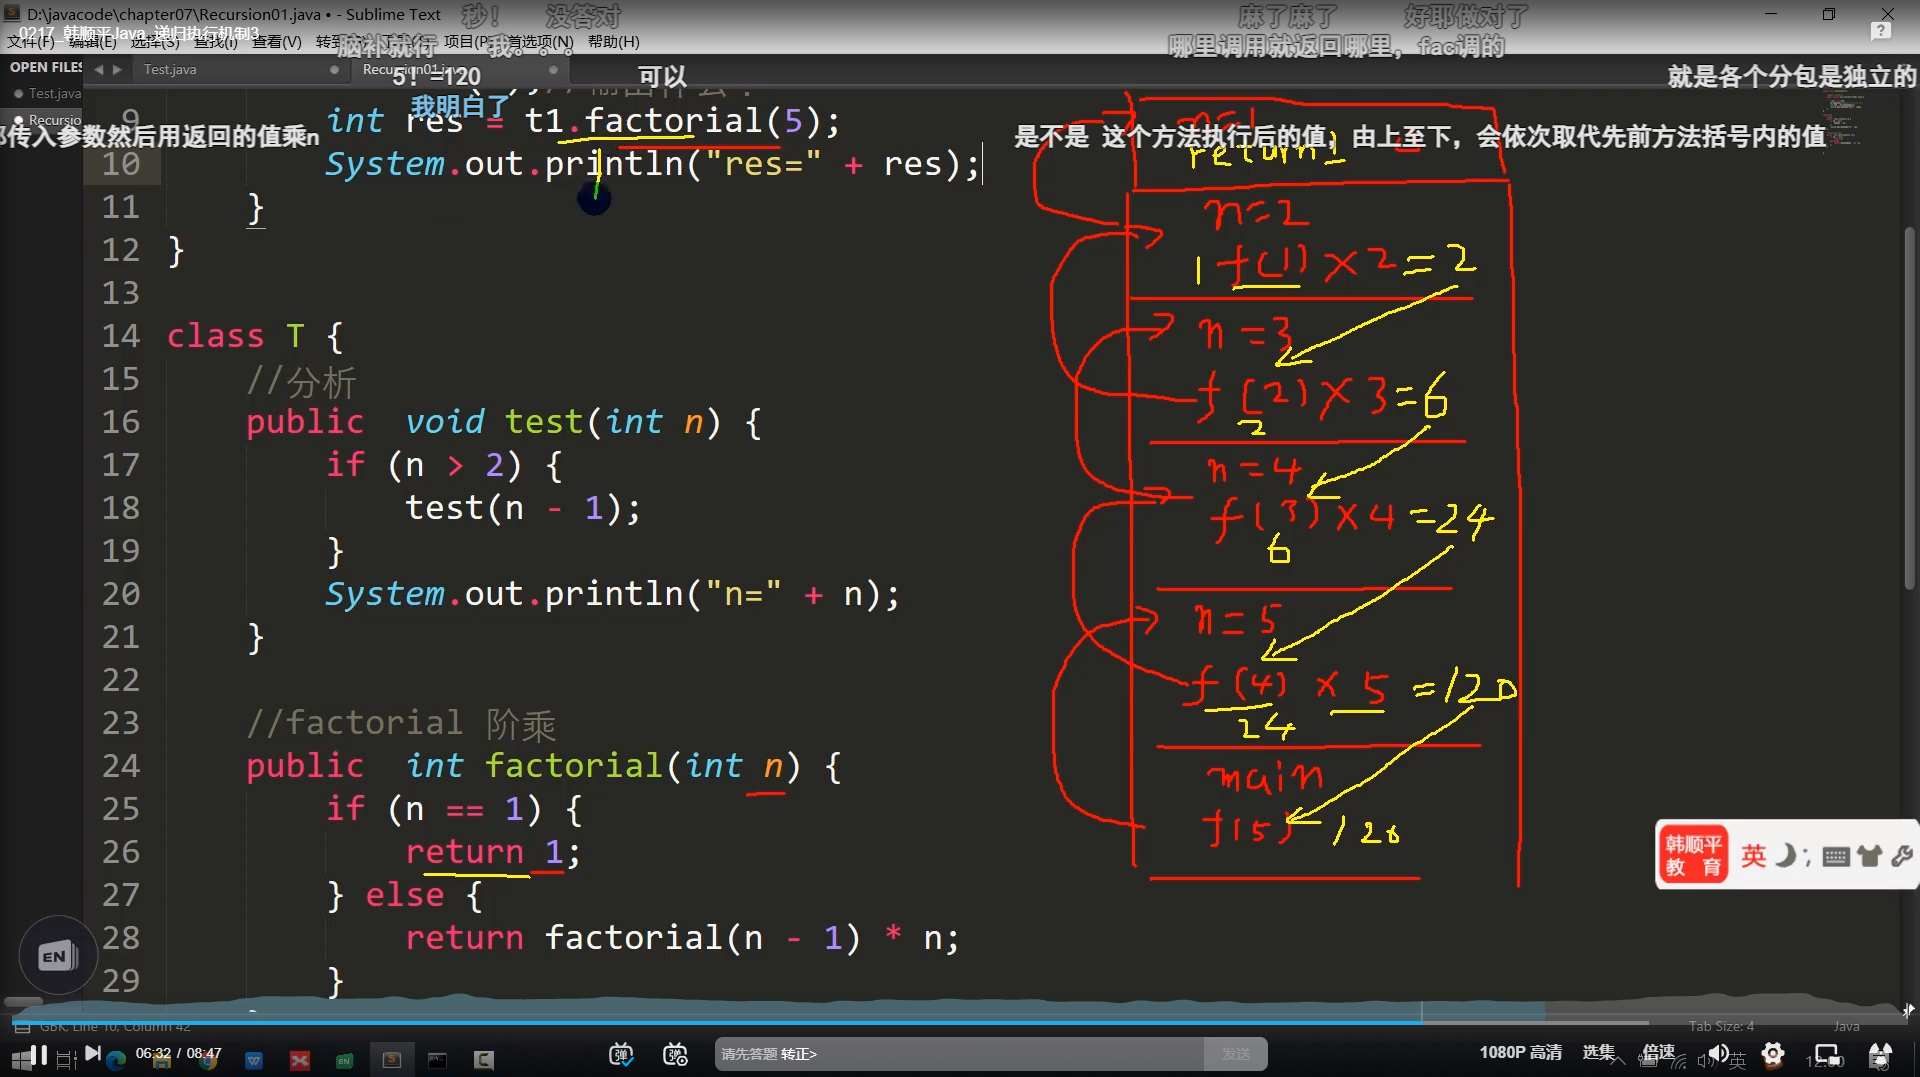 D:\javacode\chapter07\Recursion01.java • - Sublime Text
秒！
没答对
麻了麻了
好耶做对了
0217_韩顺平Java_递归执行机制3
文件(F) 编辑(E) 选择(S) 查找(I) 查看(V)
项目(P)
首选项(N) 帮助(H)
脑补就行
我。。。
哪里调用就返回哪里，fac调的
OPEN FILES
Test.java
Recursion01.java
5！=120
可以
就是各个分包是独立的
Test.java
我明白了
9 int res = t1.factorial(5);
传入参数然后用返回的值乘n
是不是 这个方法执行后的值，由上至下，会依次取代先前方法括号内的值
10 System.out.println("res=" + res);
11 }
12 }
13
14 class T {
15 //分析
16 public void test(int n) {
17 if (n > 2) {
18 test(n - 1);
19 }
20 System.out.println("n=" + n);
21 }
22
23 //factorial 阶乘
24 public int factorial(int n) {
25 if (n == 1) {
26 return 1;
27 } else {
28 return factorial(n - 1) * n;
29 }
n=1
return 1
n=2
1 f(1) × 2 = 2
n=3
f(2) × 3 = 6
2
n=4
f(3) × 4 = 24
6
n=5
f(4) × 5 = 120
24
main
f(5) 120
韩顺平
教 育
英
EN
GBK, Line 10, Column 42
Tab Size: 4
Java
06:32 / 08:47
弹
弹
请先答题 转正>
发送
1080P 高清
选集
倍速
英